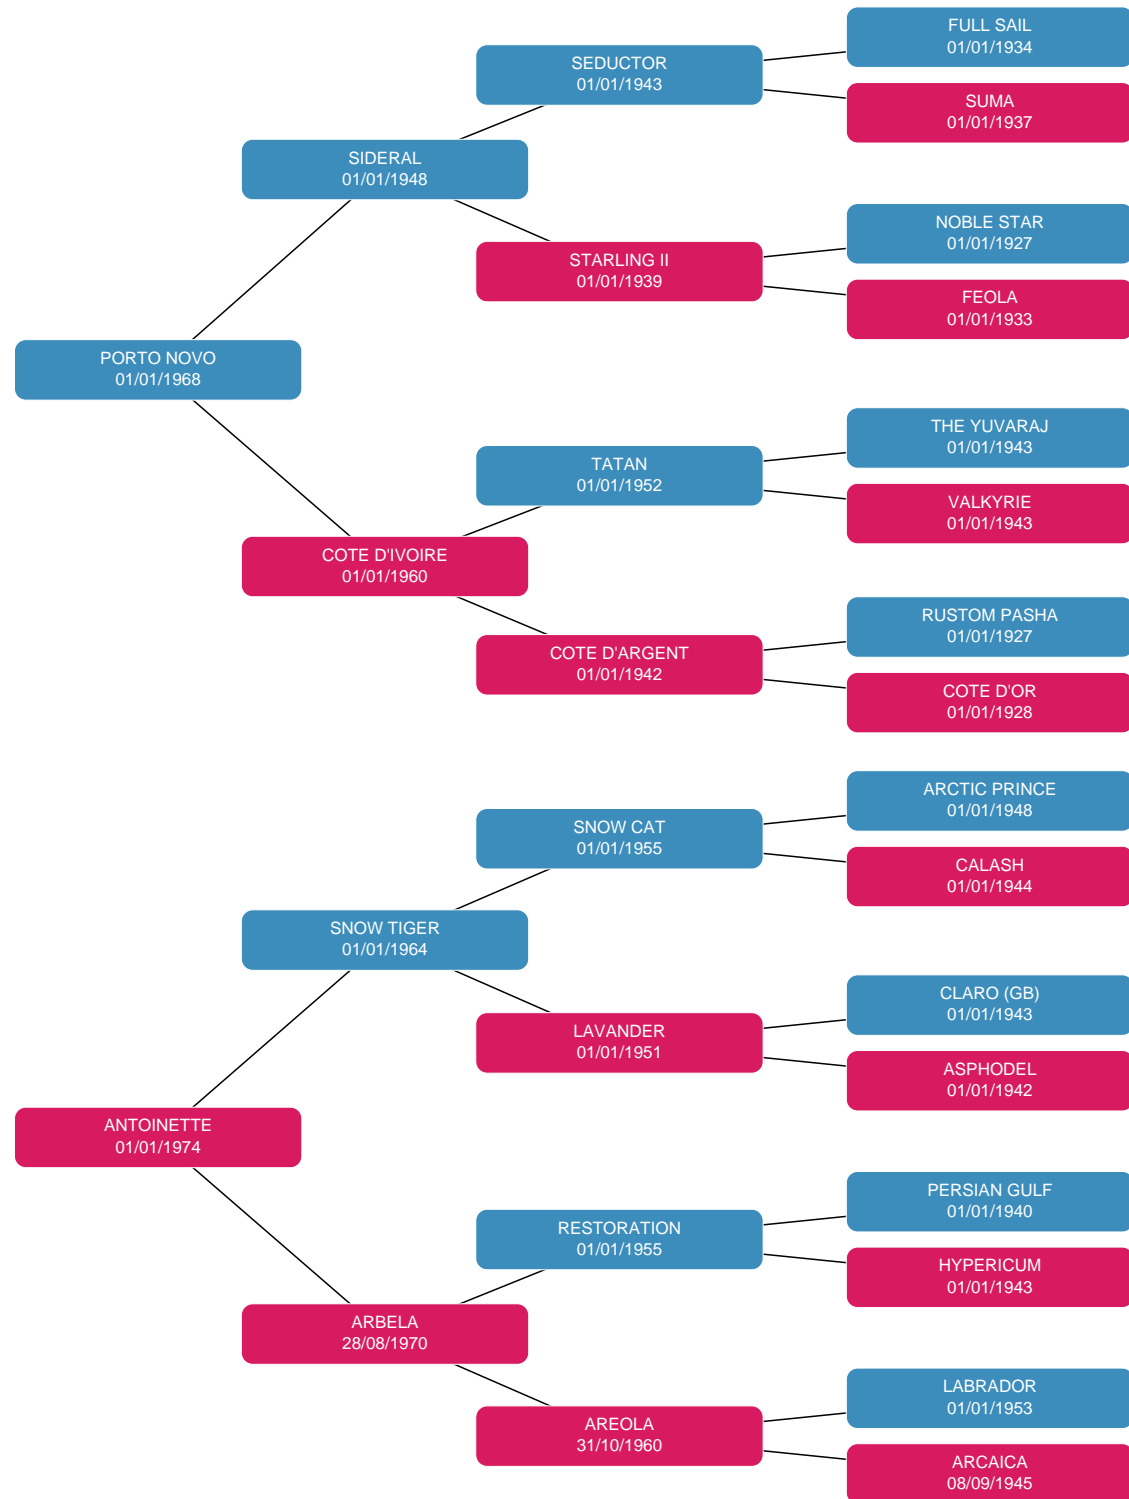 FULL SAIL
01/01/1934
SEDUCTOR
01/01/1943
SUMA
01/01/1937
SIDERAL
01/01/1948
NOBLE STAR
01/01/1927
STARLING II
01/01/1939
FEOLA
01/01/1933
PORTO NOVO
01/01/1968
THE YUVARAJ
01/01/1943
TATAN
01/01/1952
VALKYRIE
01/01/1943
COTE D'IVOIRE
01/01/1960
RUSTOM PASHA
01/01/1927
COTE D'ARGENT
01/01/1942
COTE D'OR
01/01/1928
ARCTIC PRINCE
01/01/1948
SNOW CAT
01/01/1955
CALASH
01/01/1944
SNOW TIGER
01/01/1964
CLARO (GB)
01/01/1943
LAVANDER
01/01/1951
ASPHODEL
01/01/1942
ANTOINETTE
01/01/1974
PERSIAN GULF
01/01/1940
RESTORATION
01/01/1955
HYPERICUM
01/01/1943
ARBELA
28/08/1970
LABRADOR
01/01/1953
AREOLA
31/10/1960
ARCAICA
08/09/1945